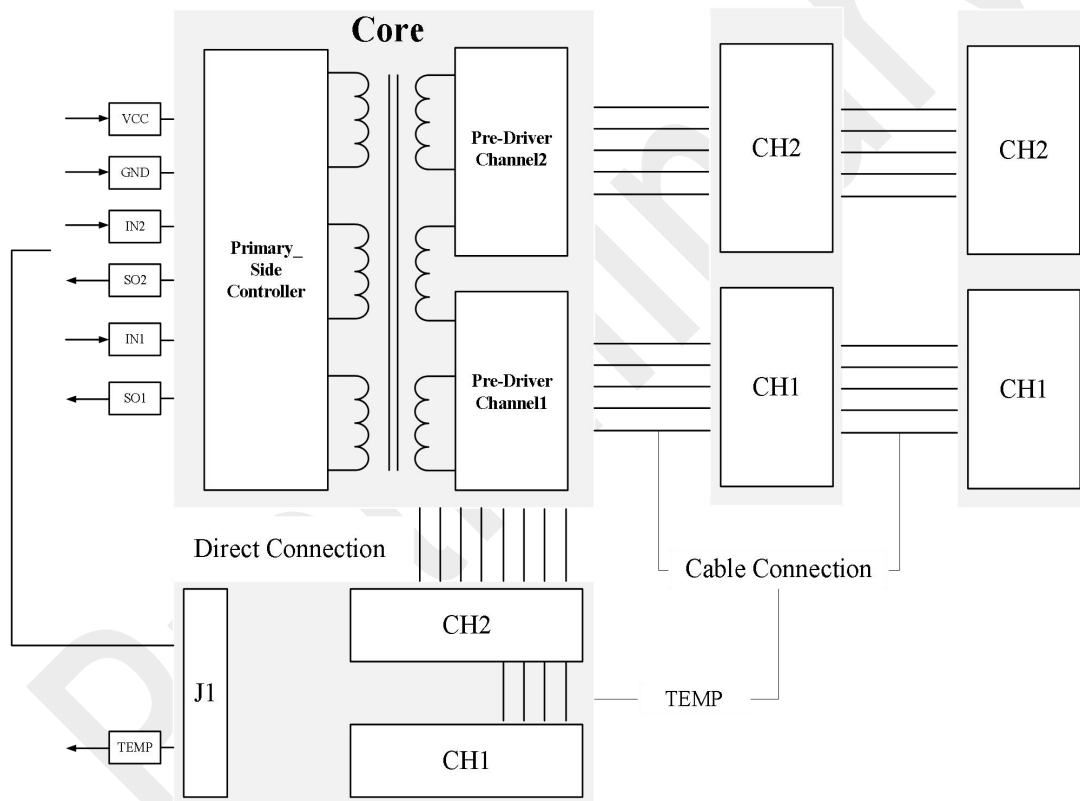 Core
VCC
GND
IN2
SO2
IN1
SO1
Primary_
Side
Controller
Pre-Driver
Channel2
Pre-Driver
Channel1
CH2
CH2
CH1
CH1
Direct Connection
Cable Connection
J1
CH2
CH1
TEMP
TEMP